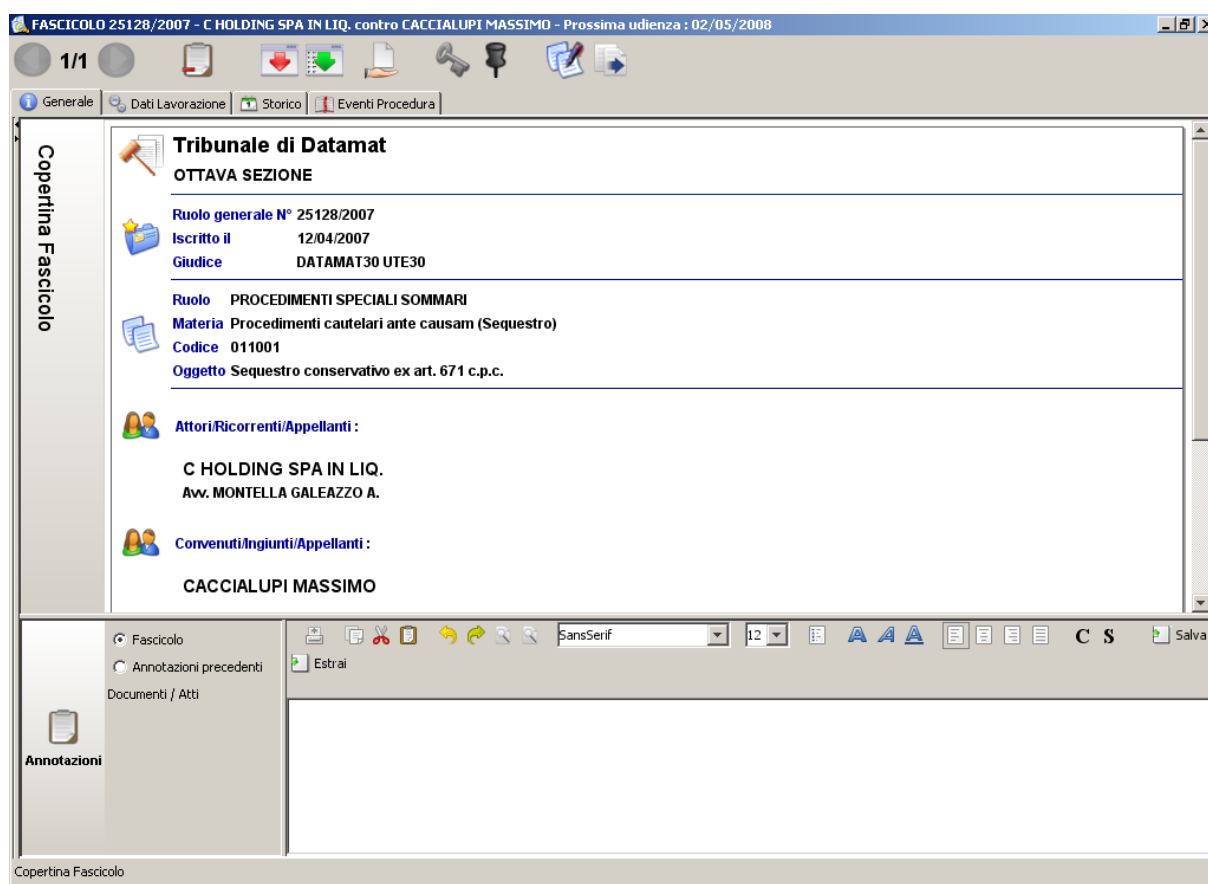 FASCICOLO 25128/2007 - C HOLDING SPA IN LIQ. contro CACCIALUPI MASSIMO - Prossima udienza : 02/05/2008
1/1
Generale Dati Lavorazione Storico Eventi Procedura
Copertina Fascicolo
Tribunale di Datamat
OTTAVA SEZIONE
Ruolo generale N° 25128/2007
Iscritto il 12/04/2007
Giudice DATAMAT30 UTE30
Ruolo PROCEDIMENTI SPECIALI SOMMARI
Materia Procedimenti cautelari ante causam (Sequestro)
Codice 011001
Oggetto Sequestro conservativo ex art. 671 c.p.c.
Attori/Ricorrenti/Appellanti :
C HOLDING SPA IN LIQ.
Avv. MONTELLA GALEAZZO A.
Convenuti/Ingiunti/Appellanti :
CACCIALUPI MASSIMO
Annotazioni
Fascicolo
Annotazioni precedenti
Documenti / Atti
SansSerif 12 A A A C S Salva
Estrai
Copertina Fascicolo